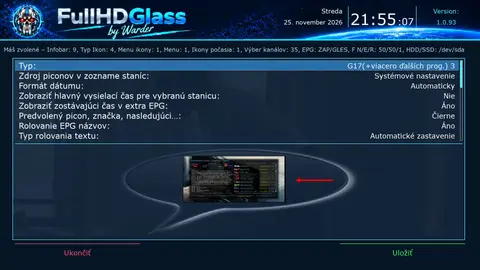 FullHDGlass
by Warder
Streda
25. november 2026
21:55:07
Version:
1.0.93
Máš zvolené – Infobar: 9, Typ Ikon: 4, Menu ikony: 1, Menu: 1, Ikony počasia: 1, Výber kanálov: 35, EPG: ZAP/GLES, F N/E/R: 50/50/1, HDD/SSD: /dev/sda
Typ: G17(+viacero ďalších prog.) 3
Zdroj piconov v zozname staníc: Systémové nastavenie
Formát dátumu: Automaticky
Zobraziť hlavný vysielací čas pre vybranú stanicu: Nie
Zobraziť zostávajúci čas v extra EPG: Áno
Predvolený picon, značka, nasledujúci...: Čierne
Rolovanie EPG názvov: Áno
Typ rolovania textu: Automatické zastavenie
Ukončiť
Uložiť